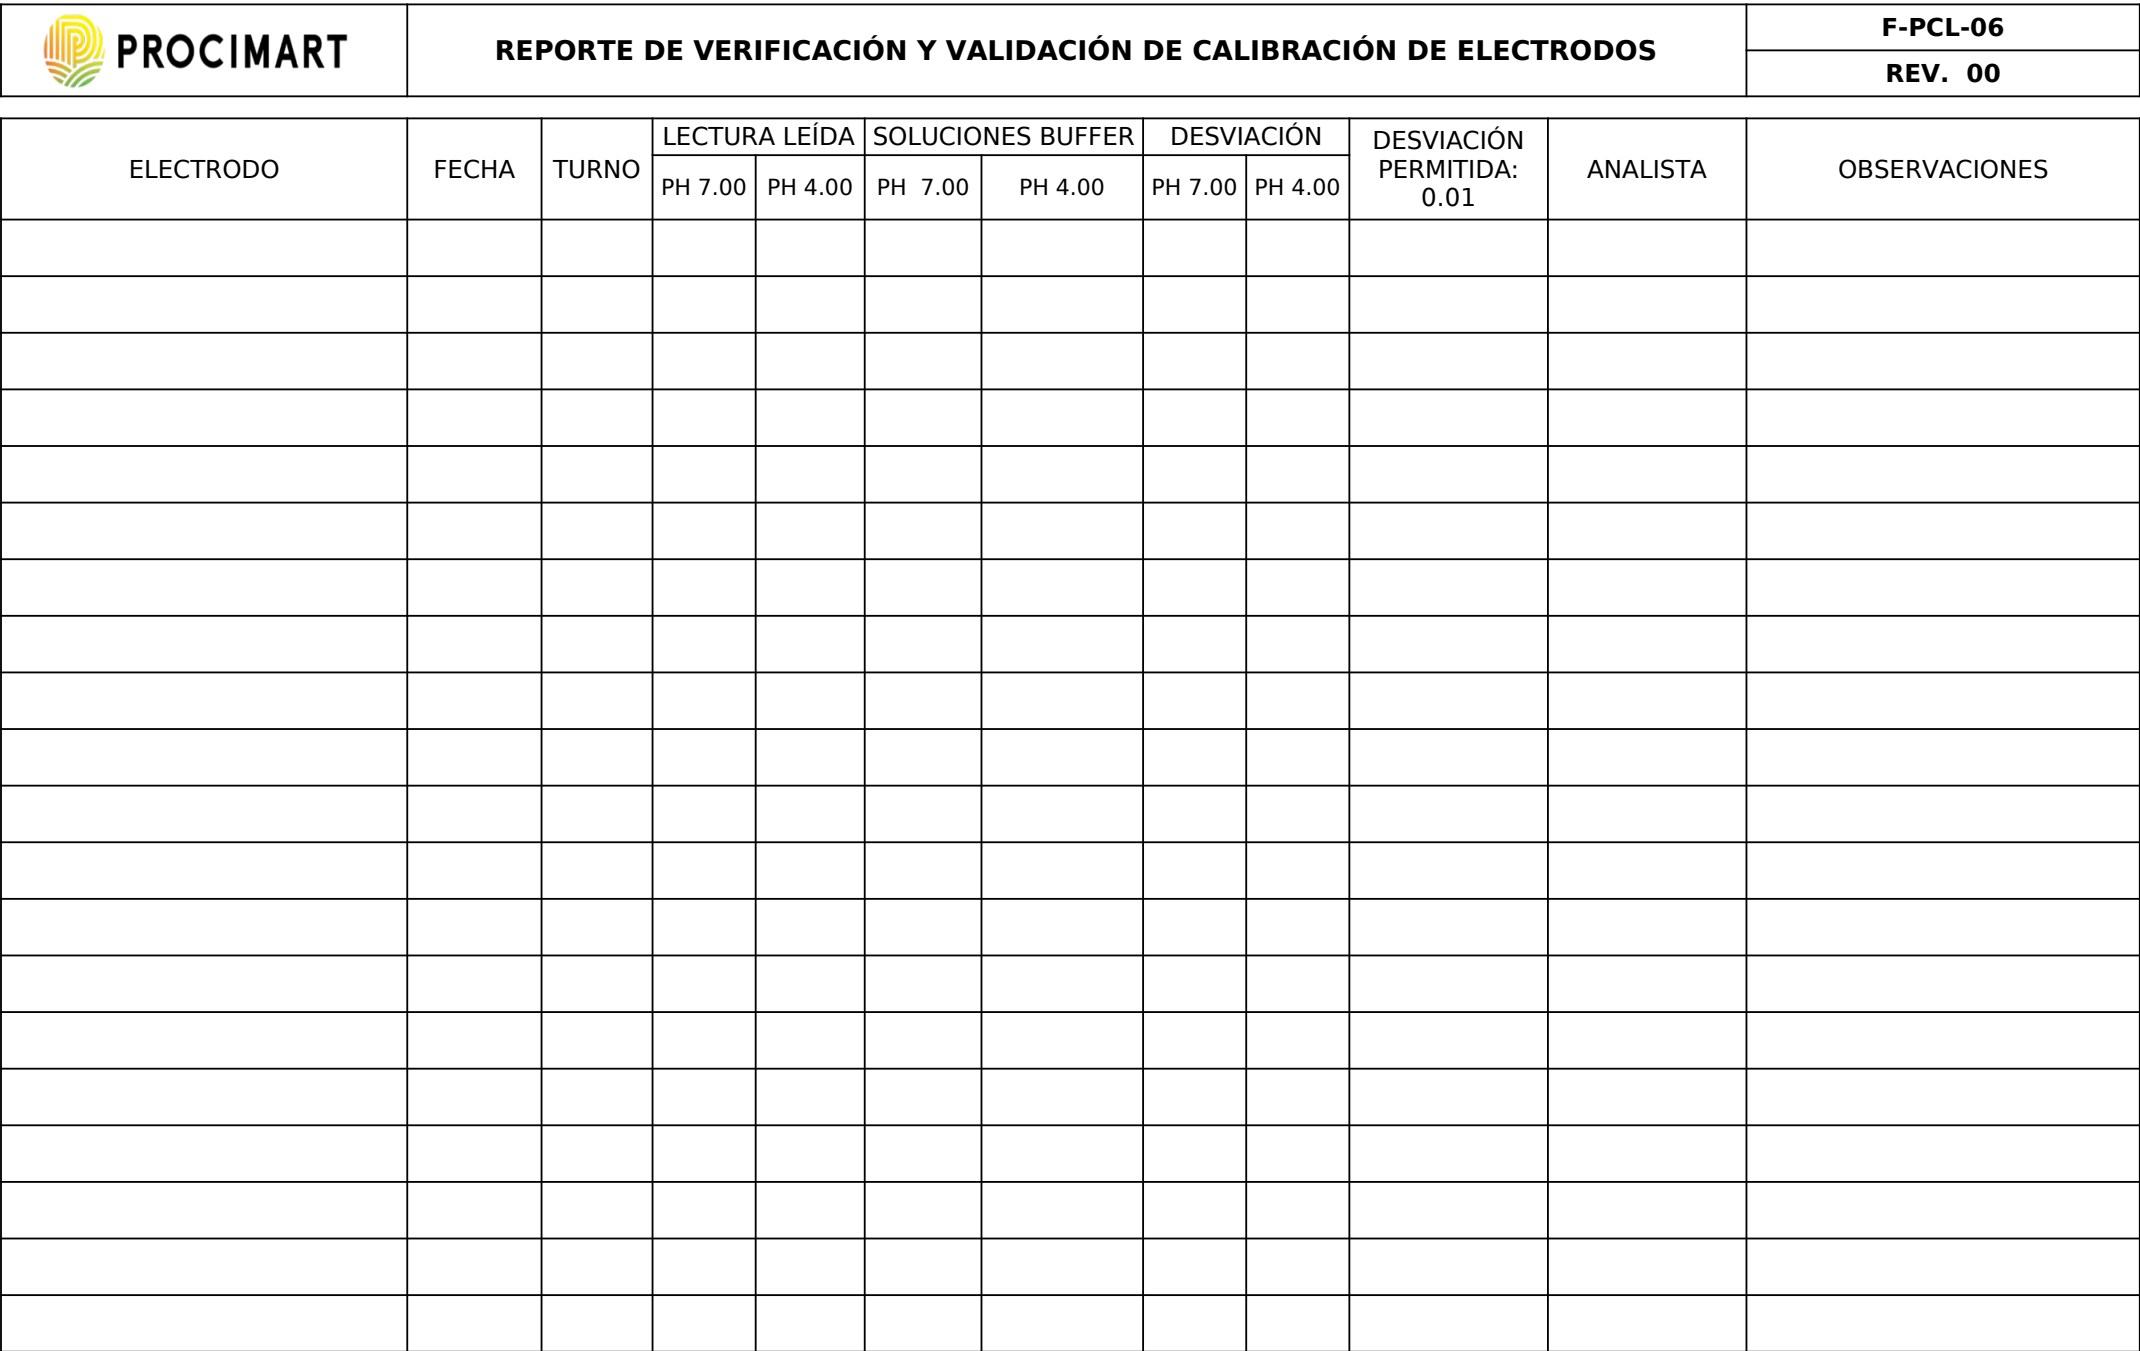 PROCIMART
REPORTE DE VERIFICACIÓN Y VALIDACIÓN DE CALIBRACIÓN DE ELECTRODOS
F-PCL-06
REV.  00
ELECTRODO
FECHA
TURNO
LECTURA LEÍDA
SOLUCIONES BUFFER
DESVIACIÓN
DESVIACIÓN
PERMITIDA:
0.01
ANALISTA
OBSERVACIONES
PH 7.00
PH 4.00
PH  7.00
PH 4.00
PH 7.00
PH 4.00